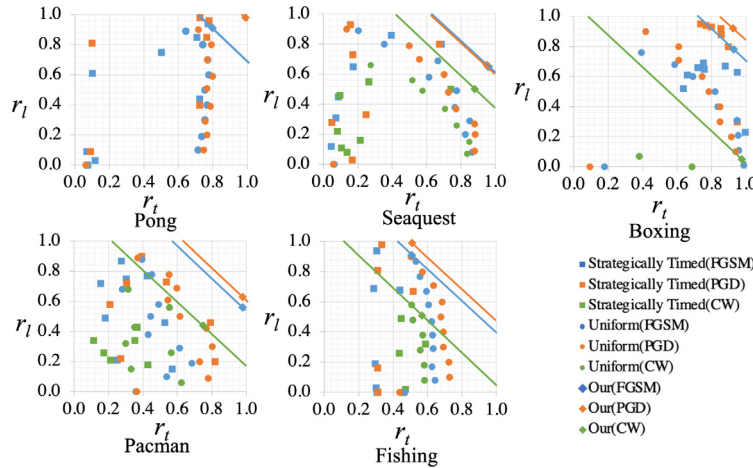 r_l
1.0
0.8
0.6
0.4
0.2
0.0
0.0 0.2 0.4 0.6 0.8 1.0
r_t
Pong
1.0
0.8
0.6
0.4
0.2
0.0
0.0 0.2 0.4 0.6 0.8 1.0
r_l
r_t
Seaquest
1.0
0.8
0.6
0.4
0.2
0.0
0.0 0.2 0.4 0.6 0.8 1.0
r_l
r_t
Boxing
r_l
1.0
0.8
0.6
0.4
0.2
0.0
0.0 0.2 0.4 0.6 0.8 1.0
r_t
Pacman
1.0
0.8
0.6
0.4
0.2
0.0
0.0 0.2 0.4 0.6 0.8 1.0
r_l
r_t
Fishing
Strategically Timed(FGSM)
Strategically Timed(PGD)
Strategically Timed(CW)
Uniform(FGSM)
Uniform(PGD)
Uniform(CW)
Our(FGSM)
Our(PGD)
Our(CW)